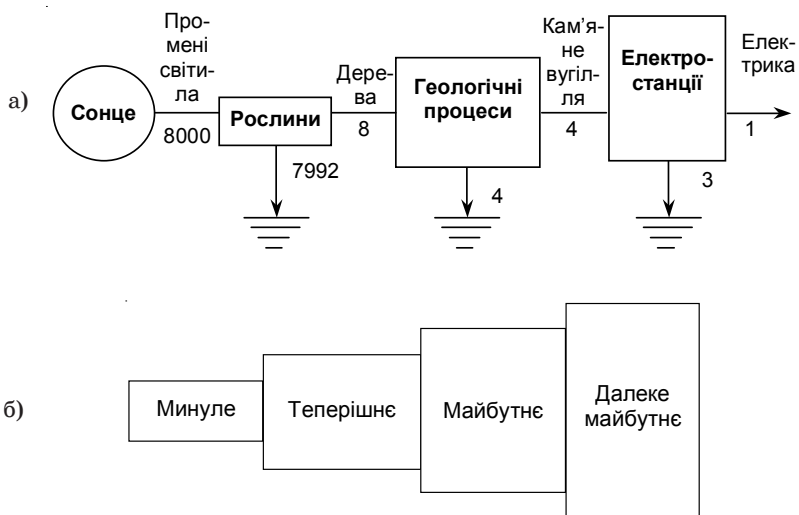 а)
Про-
мені
світи-
ла
Сонце
8000
Рослини
7992
Дере-
ва
8
Геологічні
процеси
4
Кам’я-
не
вугіл-
ля
4
Електро-
станції
3
Елек-
трика
1
б)
Минуле
Теперішнє
Майбутнє
Далеке
майбутнє